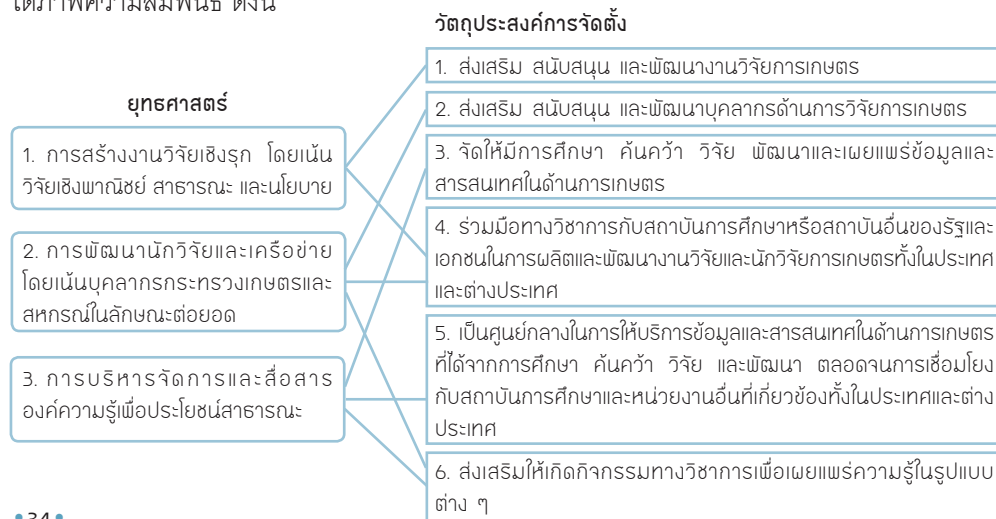 ได้ภาพความสัมพันธ์ ดังนี้
วัตถุประสงค์การจัดตั้ง
1. ส่งเสริม สนับสนุน และพัฒนางานวิจัยการเกษตร
2. ส่งเสริม สนับสนุน และพัฒนาบุคลากรด้านการวิจัยการเกษตร
3. จัดให้มีการศึกษา ค้นคว้า วิจัย พัฒนาและเผยแพร่ข้อมูลและ
สารสนเทศในด้านการเกษตร
4. ร่วมมือทางวิชาการกับสถาบันการศึกษาหรือสถาบันอื่นของรัฐและ
เอกชนในการผลิตและพัฒนางานวิจัยและนักวิจัยการเกษตรทั้งในประเทศ
และต่างประเทศ
5. เป็นศูนย์กลางในการให้บริการข้อมูลและสารสนเทศในด้านการเกษตร
ที่ได้จากการศึกษา ค้นคว้า วิจัย และพัฒนา ตลอดจนการเชื่อมโยง
กับสถาบันการศึกษาและหน่วยงานอื่นที่เกี่ยวข้องทั้งในประเทศและต่าง
ประเทศ
6. ส่งเสริมให้เกิดกิจกรรมทางวิชาการเพื่อเผยแพร่ความรู้ในรูปแบบ
ต่าง ๆ
ยุทธศาสตร์
1. การสร้างงานวิจัยเชิงรุก โดยเน้น
วิจัยเชิงพาณิชย์ สาธารณะ และนโยบาย
2. การพัฒนานักวิจัยและเครือข่าย
โดยเน้นบุคลากรกระทรวงเกษตรและ
สหกรณ์ในลักษณะต่อยอด
3. การบริหารจัดการและสื่อสาร
องค์ความรู้เพื่อประโยชน์สาธารณะ
•34•